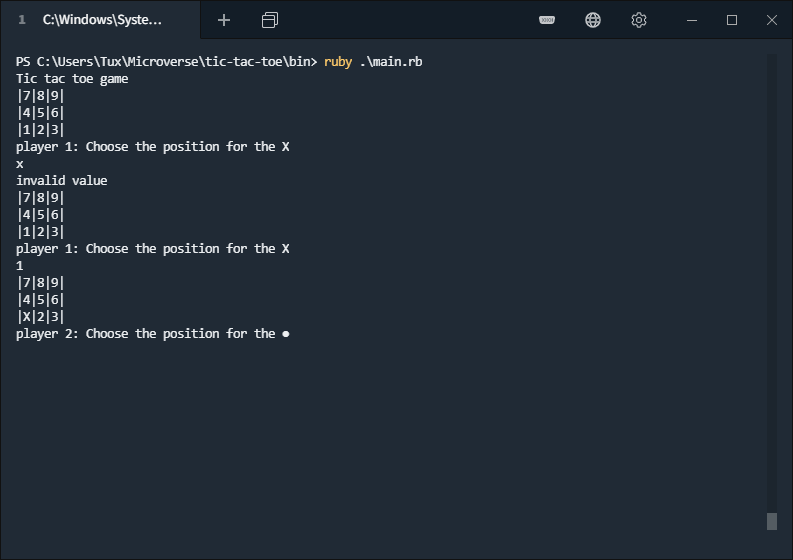 1 C:\Windows\Syste...
PS C:\Users\Tux\Microverse\tic-tac-toe\bin> ruby .\main.rb
Tic tac toe game
|7|8|9|
|4|5|6|
|1|2|3|
player 1: Choose the position for the X
x
invalid value
|7|8|9|
|4|5|6|
|1|2|3|
player 1: Choose the position for the X
1
|7|8|9|
|4|5|6|
|X|2|3|
player 2: Choose the position for the ●